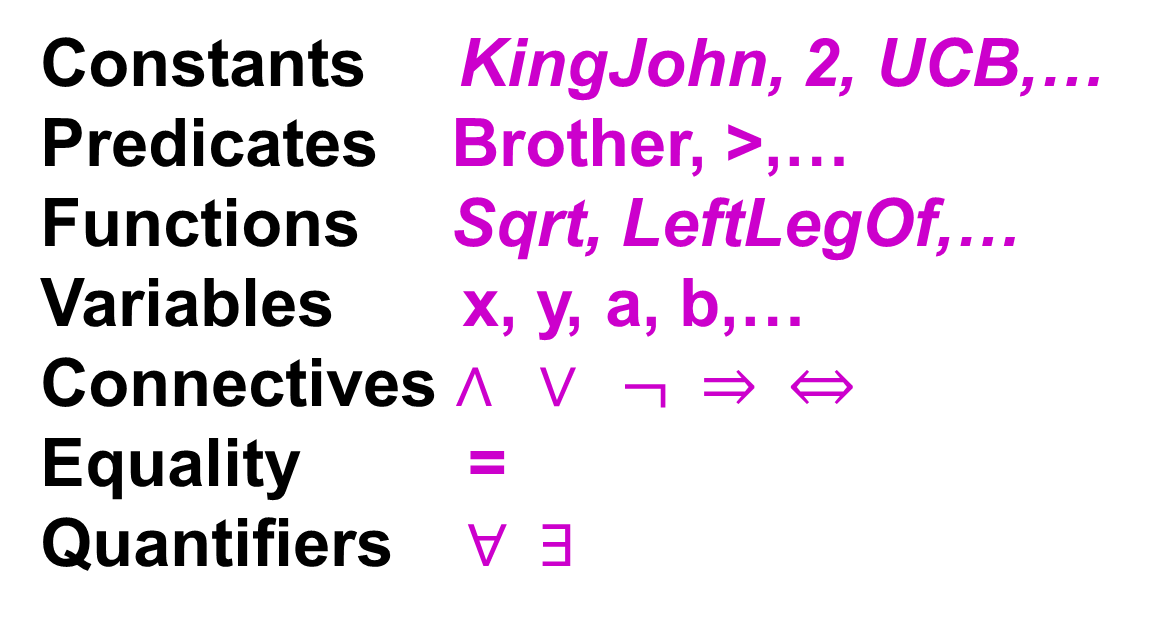 Constants KingJohn, 2, UCB,…
Predicates Brother, >,…
Functions Sqrt, LeftLegOf,…
Variables x, y, a, b,…
Connectives ∧ ∨ ¬ ⇒ ⇔
Equality =
Quantifiers ∀ ∃